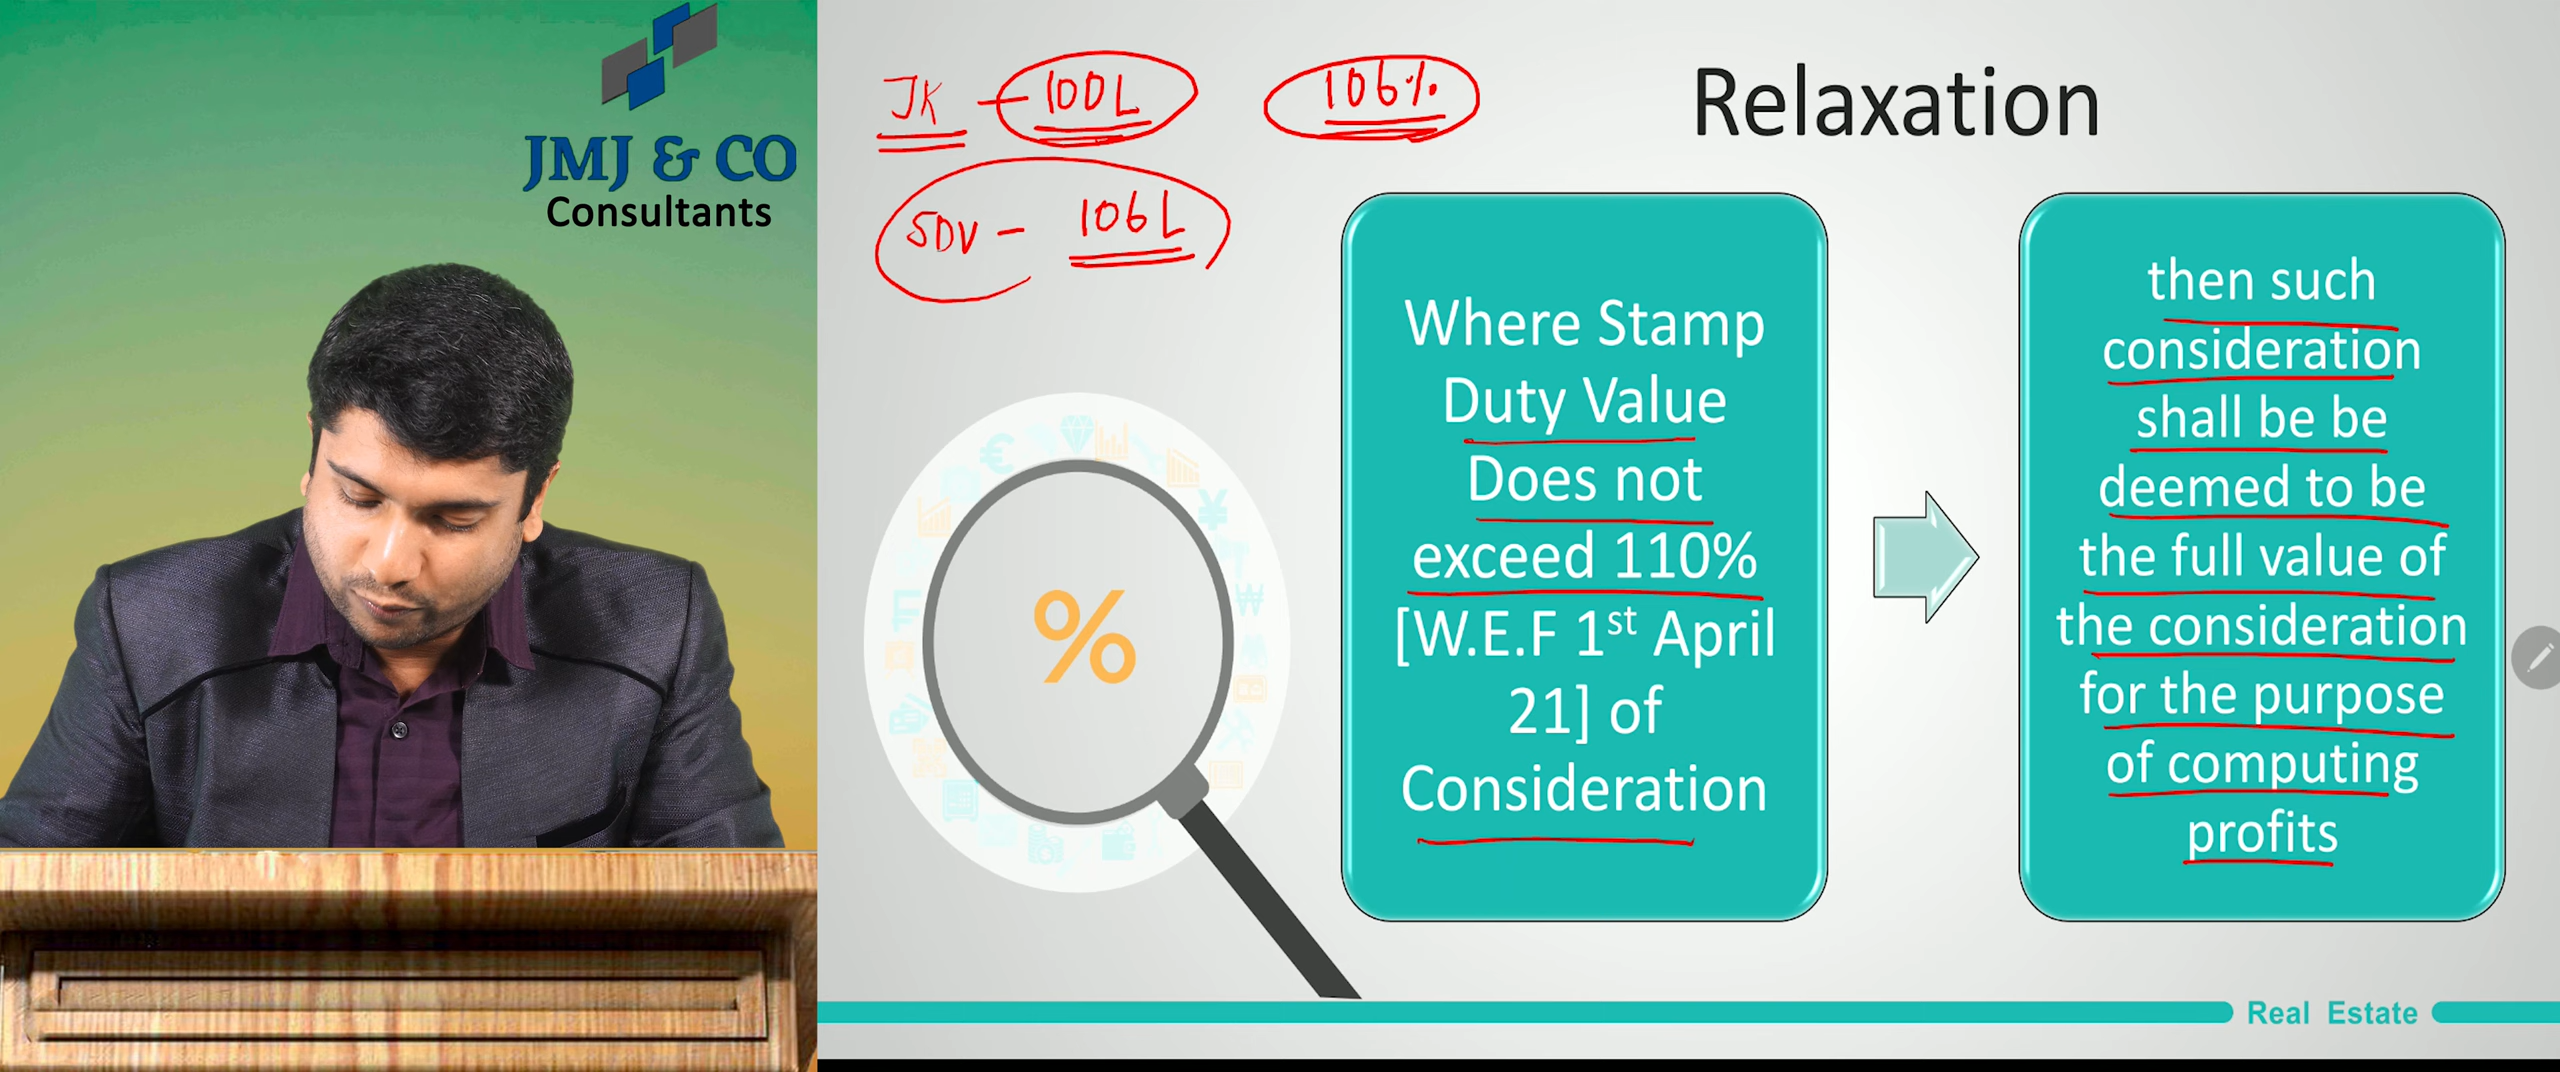 JMJ & CO
Consultants
JK - 100L 106%
SDV - 106L
Relaxation
Where Stamp
Duty Value
Does not
exceed 110%
[W.E.F 1st April
21] of
Consideration
then such
consideration
shall be be
deemed to be
the full value of
the consideration
for the purpose
of computing
profits
%
Real Estate